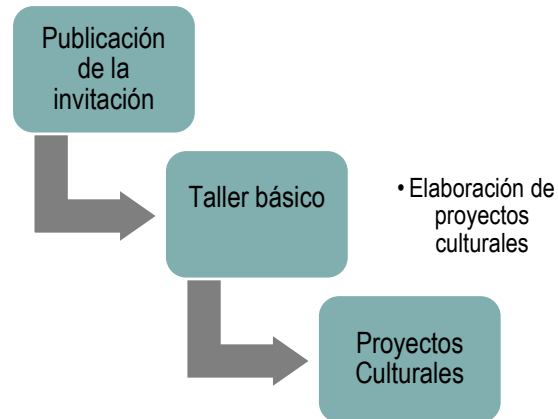 Publicación
de la
invitación
Taller básico
• Elaboración de
proyectos
culturales
Proyectos
Culturales